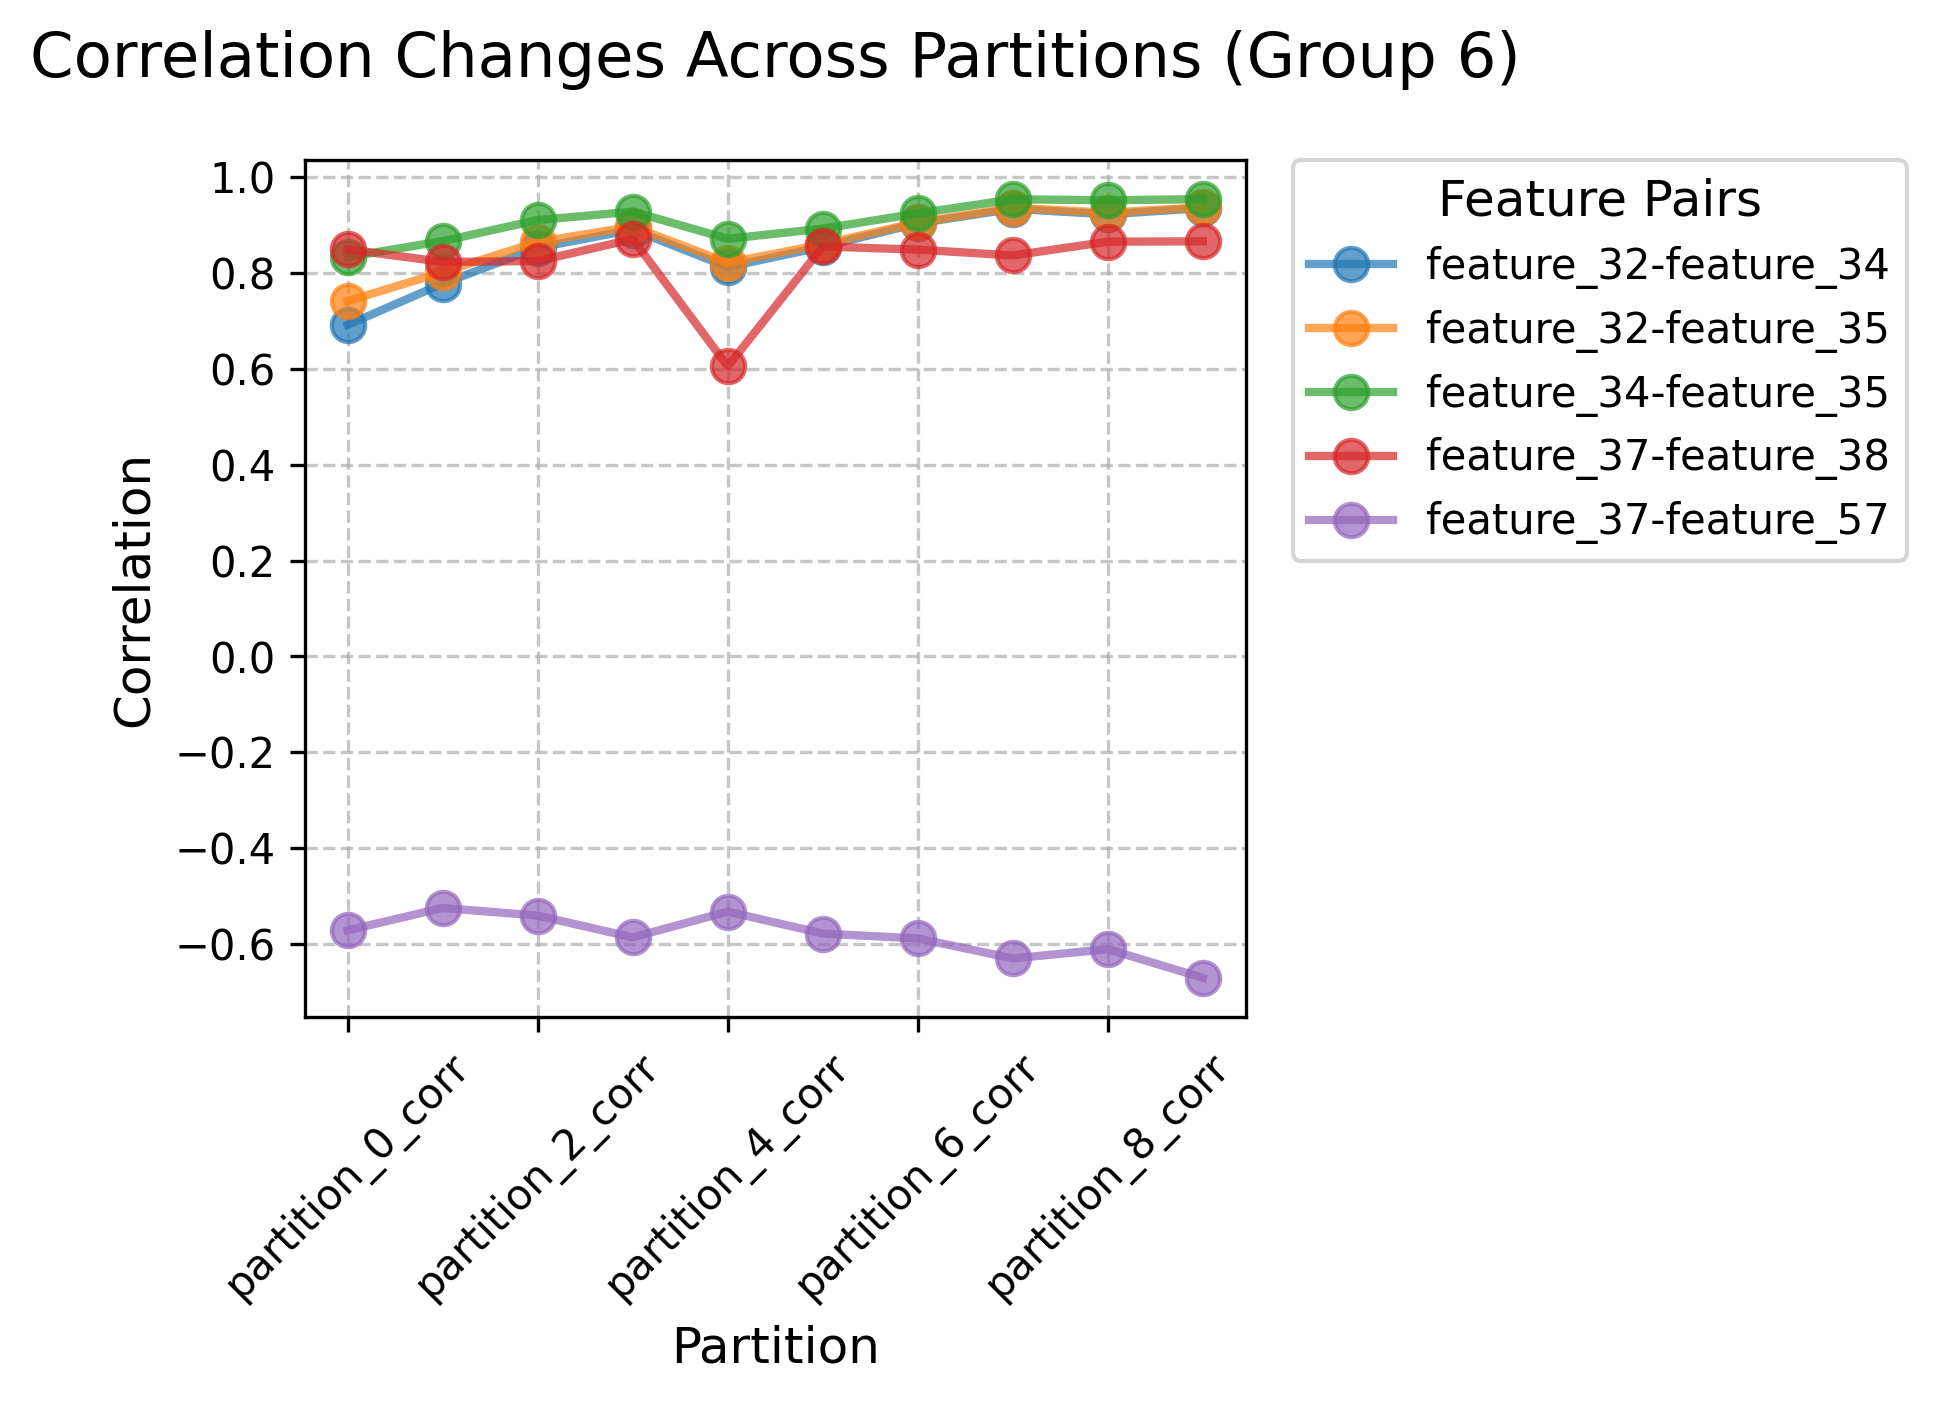 Correlation Changes Across Partitions (Group 6)
Correlation
1.0
0.8
0.6
0.4
0.2
0.0
−0.2
−0.4
−0.6
partition_0_corr
partition_2_corr
partition_4_corr
partition_6_corr
partition_8_corr
Partition
Feature Pairs
feature_32-feature_34
feature_32-feature_35
feature_34-feature_35
feature_37-feature_38
feature_37-feature_57